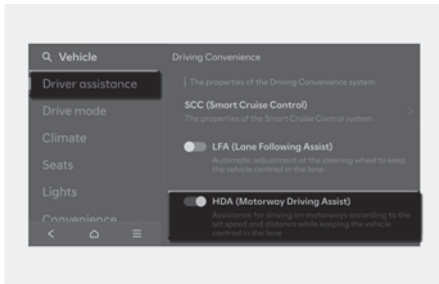 Vehicle
Driver assistance
Drive mode
Climate
Seats
Lights
Convenience
Driving Convenience
The properties of the Driving Convenience system.
SCC (Smart Cruise Control)
The properties of the Smart Cruise Control system.
LFA (Lane Following Assist)
Automatic adjustment of the steering wheel to keep
the vehicle centred in the lane.
HDA (Motorway Driving Assist)
Assistance for driving on motorways according to the
set speed and distance while keeping the vehicle
centred in the lane